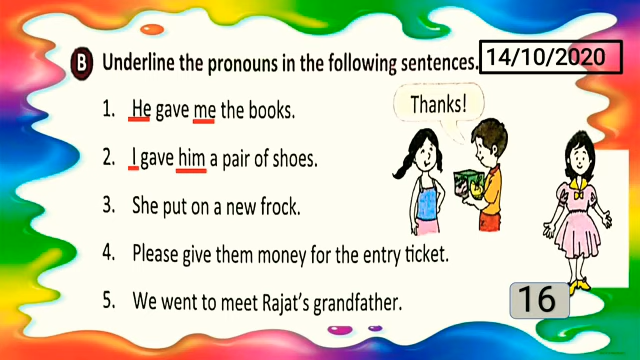 B Underline the pronouns in the following sentences. 14/10/2020
1. He gave me the books.
Thanks!
2. I gave him a pair of shoes.
3. She put on a new frock.
4. Please give them money for the entry ticket.
5. We went to meet Rajat's grandfather.
16